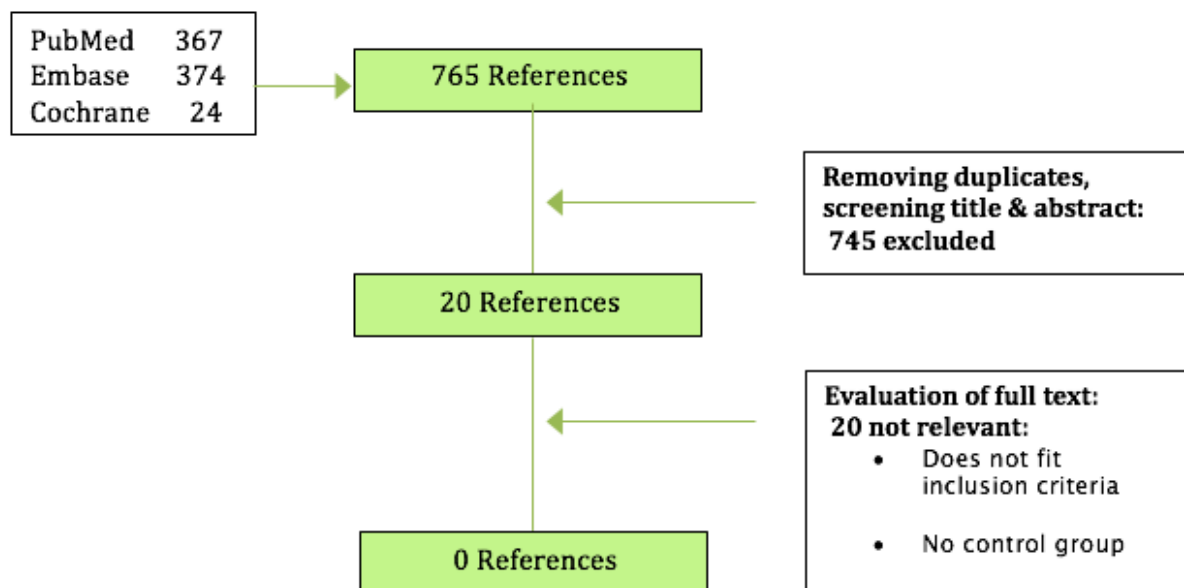 PubMed 367
Embase 374
Cochrane 24
765 References
Removing duplicates,
screening title & abstract:
745 excluded
20 References
Evaluation of full text:
20 not relevant:
• Does not fit
inclusion criteria
• No control group
0 References